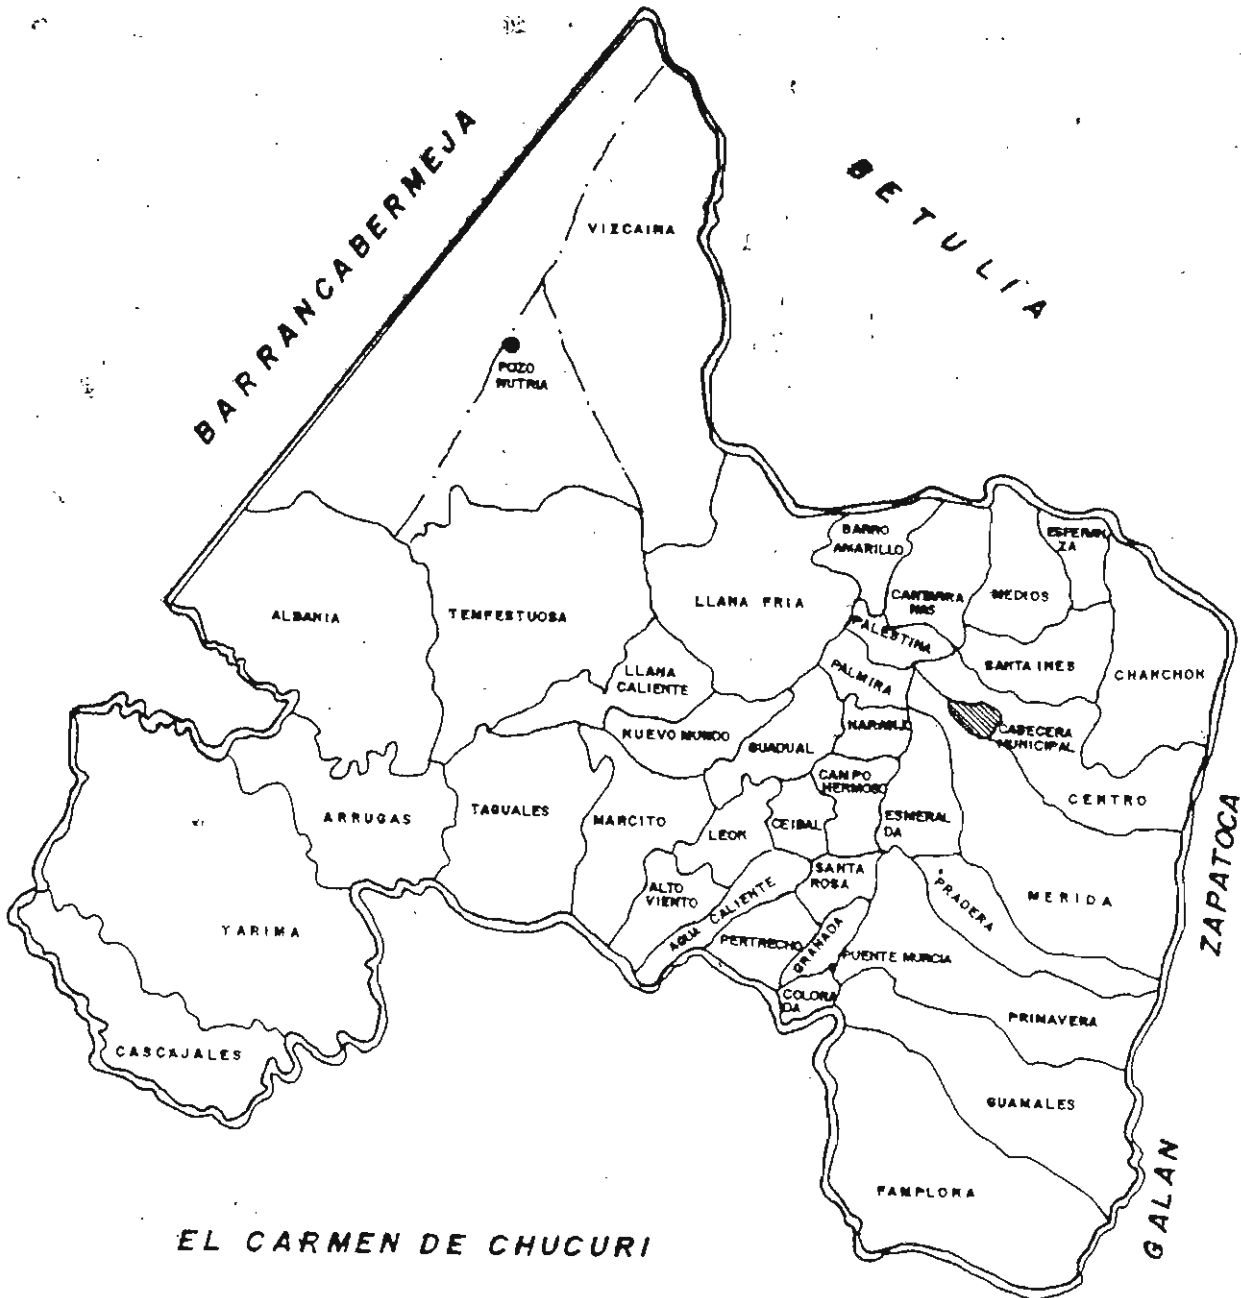 BARRANCABERMEJA
BETULÍA
VIZCAINA
POZO
NUTRIA
BARRO
AMARILLO
ESPERAN
ZA
CANTARRA
NAS
MEDIOS
ALBANIA
TEMPESTUOSA
LLANA FRIA
PALESTINA
SANTA INES
CHANCHON
LLANA
CALIENTE
PALMIRA
NUEVO MUNDO
GUADUAL
NARANJO
CABECERA
MUNICIPAL
CAMPO
HERMOSO
CENTRO
ARRUGAS
TAGUALES
NARCITO
LEON
CEIBAL
ESMERAL
DA
ZAPATOCA
ALTO
VIENTO
AGUA CALIENTE
SANTA
ROSA
PRADERA
MERIDA
YARIMA
PERTRECHO
GRANADA
PUENTE MURCIA
COLORA
DA
PRIMAVERA
CASCAJALES
GUAMALES
PAMPLONA
GALAN
EL CARMEN DE CHUCURI